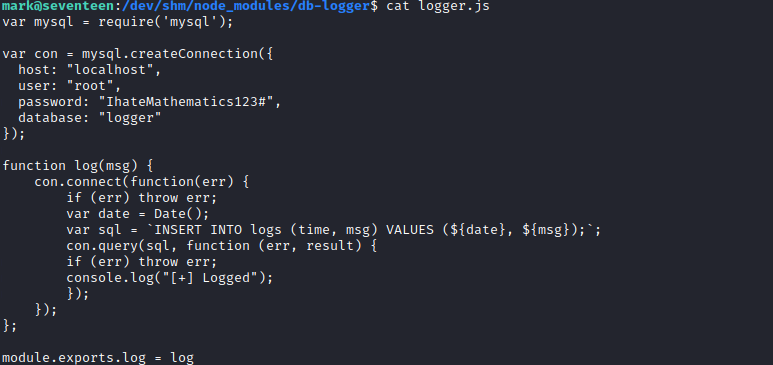 mark@seventeen:/dev/shm/node_modules/db-logger$ cat logger.js
var mysql = require('mysql');

var con = mysql.createConnection({
  host: "localhost",
  user: "root",
  password: "IhateMathematics123#",
  database: "logger"
});

function log(msg) {
    con.connect(function(err) {
        if (err) throw err;
        var date = Date();
        var sql = `INSERT INTO logs (time, msg) VALUES (${date}, ${msg});`;
        con.query(sql, function (err, result) {
        if (err) throw err;
        console.log("[+] Logged");
        });
    });
};

module.exports.log = log